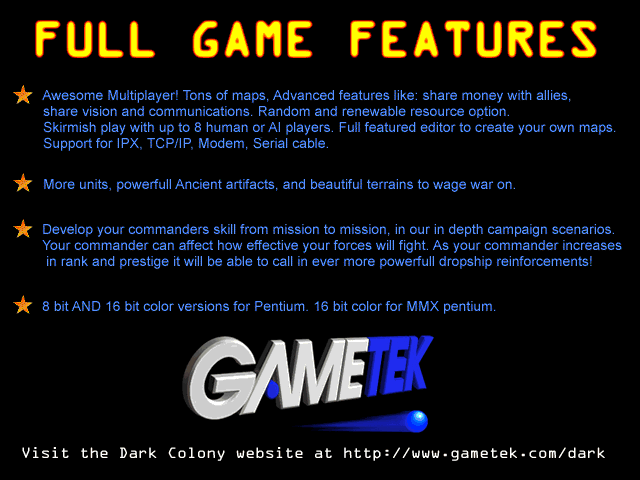 FULL GAME FEATURES
Awesome Multiplayer! Tons of maps, Advanced features like: share money with allies,
share vision and communications. Random and renewable resource option.
Skirmish play with up to 8 human or AI players. Full featured editor to create your own maps.
Support for IPX, TCP/IP, Modem, Serial cable.
More units, powerfull Ancient artifacts, and beautiful terrains to wage war on.
Develop your commanders skill from mission to mission, in our in depth campaign scenarios.
Your commander can affect how effective your forces will fight. As your commander increases
in rank and prestige it will be able to call in ever more powerfull dropship reinforcements!
8 bit AND 16 bit color versions for Pentium. 16 bit color for MMX pentium.
GAMETEK
Visit the Dark Colony website at http://www.gametek.com/dark